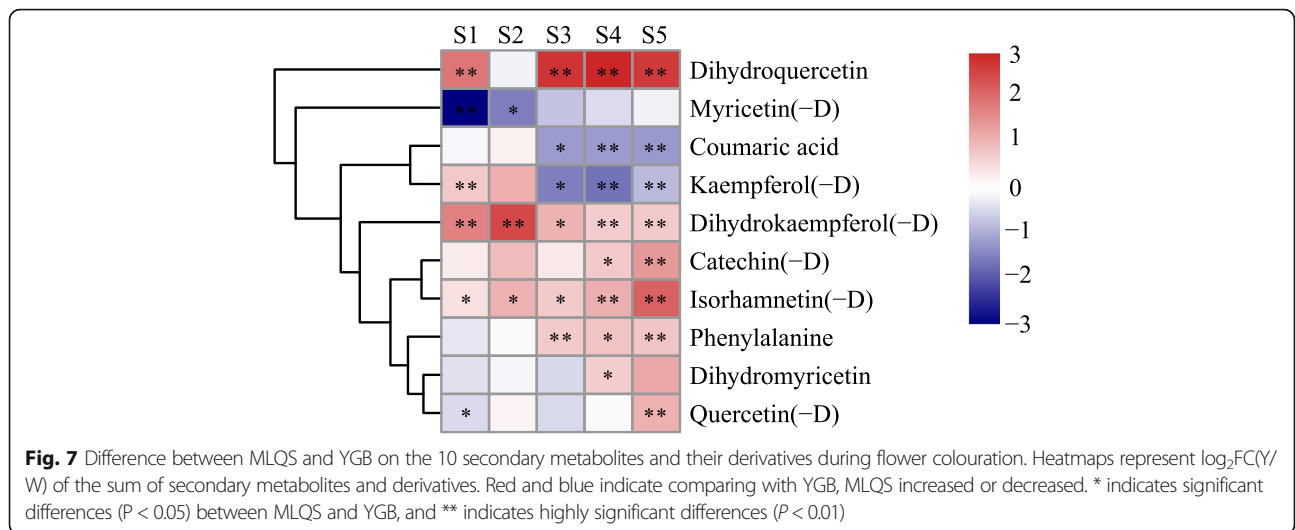 S1 S2 S3 S4 S5
** ** ** ** Dihydroquercetin
** * Myricetin(−D)
* ** ** Coumaric acid
** * ** ** Kaempferol(−D)
** ** * ** ** Dihydrokaempferol(−D)
* ** Catechin(−D)
* * * ** ** Isorhamnetin(−D)
** * ** Phenylalanine
* Dihydromyricetin
* ** Quercetin(−D)
3
2
1
0
−1
−2
−3
Fig. 7 Difference between MLQS and YGB on the 10 secondary metabolites and their derivatives during flower colouration. Heatmaps represent log₂FC(Y/
W) of the sum of secondary metabolites and derivatives. Red and blue indicate comparing with YGB, MLQS increased or decreased. * indicates significant
differences (P < 0.05) between MLQS and YGB, and ** indicates highly significant differences (P < 0.01)